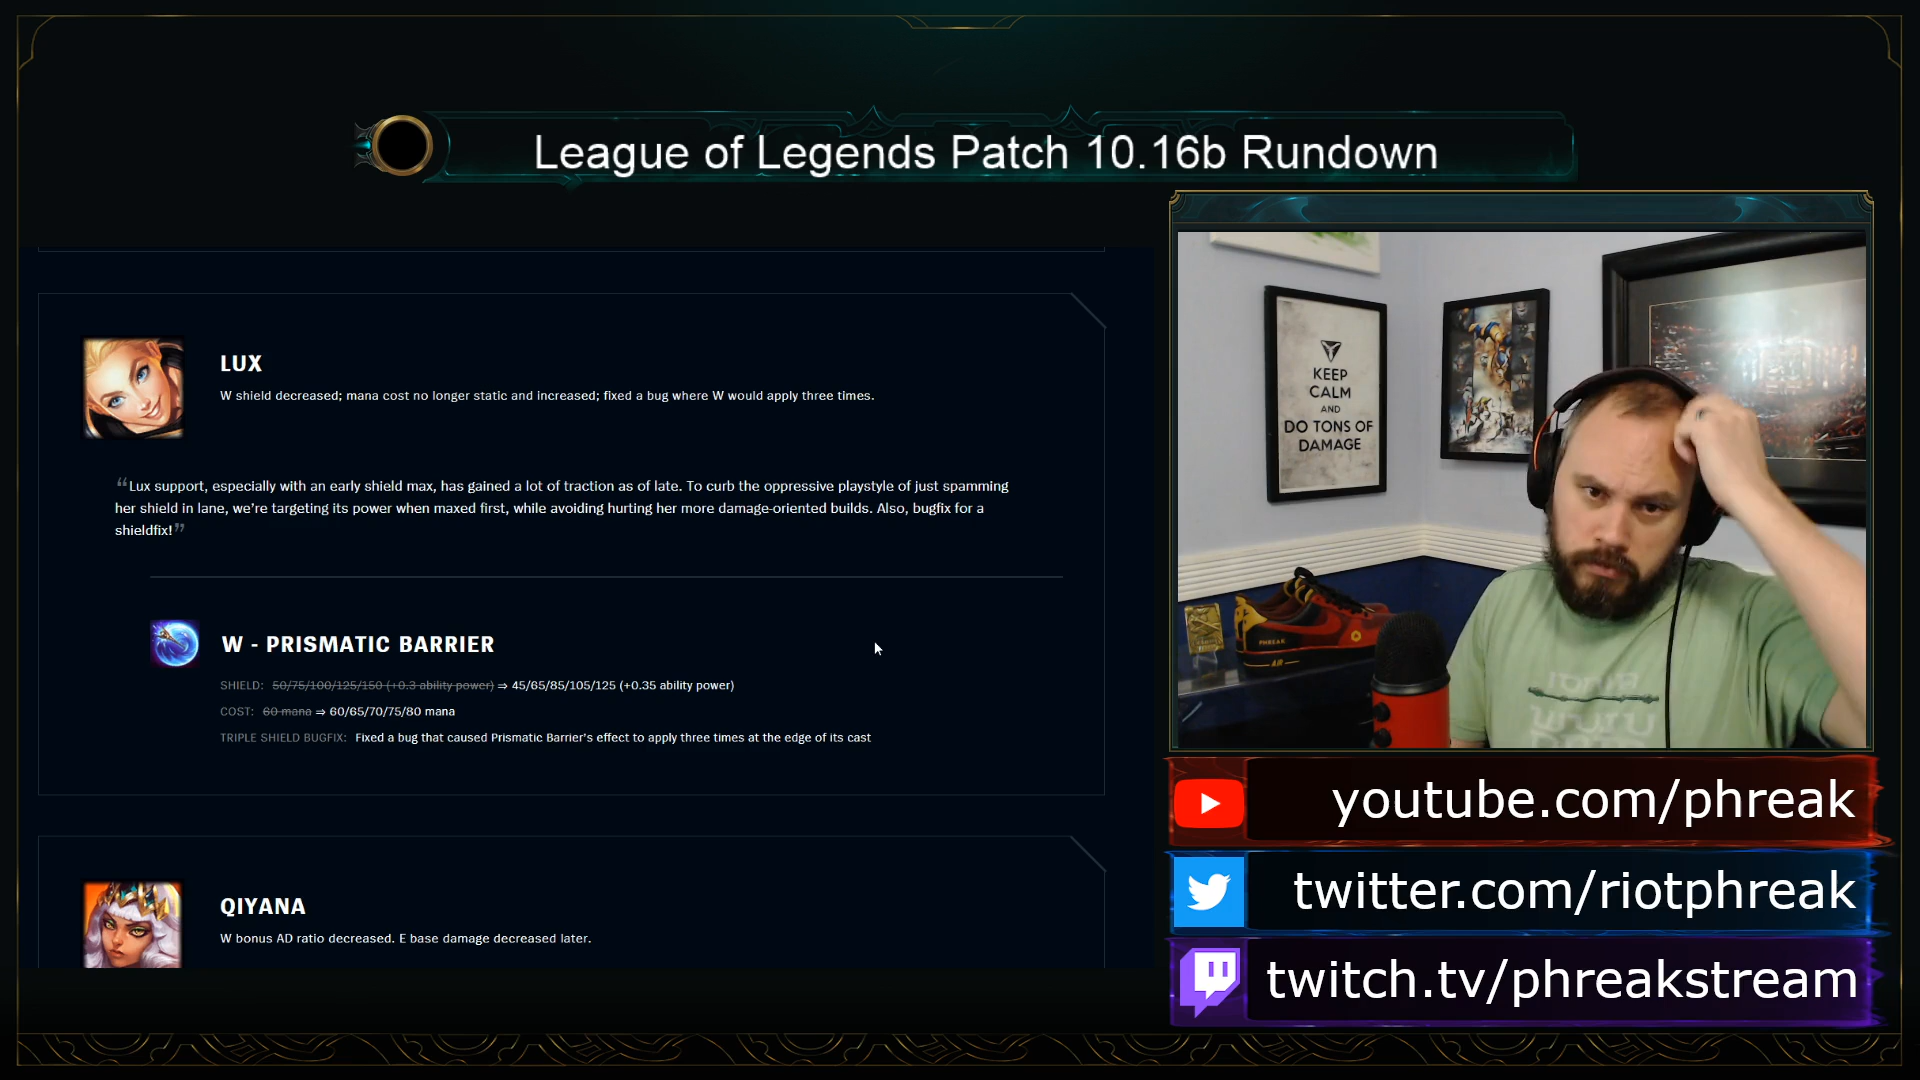 League of Legends Patch 10.16b Rundown
LUX
W shield decreased; mana cost no longer static and increased; fixed a bug where W would apply three times.
“Lux support, especially with an early shield max, has gained a lot of traction as of late. To curb the oppressive playstyle of just spamming
her shield in lane, we’re targeting its power when maxed first, while avoiding hurting her more damage-oriented builds. Also, bugfix for a
shieldfix!”
W - PRISMATIC BARRIER
SHIELD: 50/75/100/125/150 (+0.3 ability power) ⇒ 45/65/85/105/125 (+0.35 ability power)
COST: 60 mana ⇒ 60/65/70/75/80 mana
TRIPLE SHIELD BUGFIX: Fixed a bug that caused Prismatic Barrier's effect to apply three times at the edge of its cast
QIYANA
W bonus AD ratio decreased. E base damage decreased later.
KEEP
CALM
AND
DO TONS OF
DAMAGE
PHREAK
AIR
youtube.com/phreak
twitter.com/riotphreak
twitch.tv/phreakstream